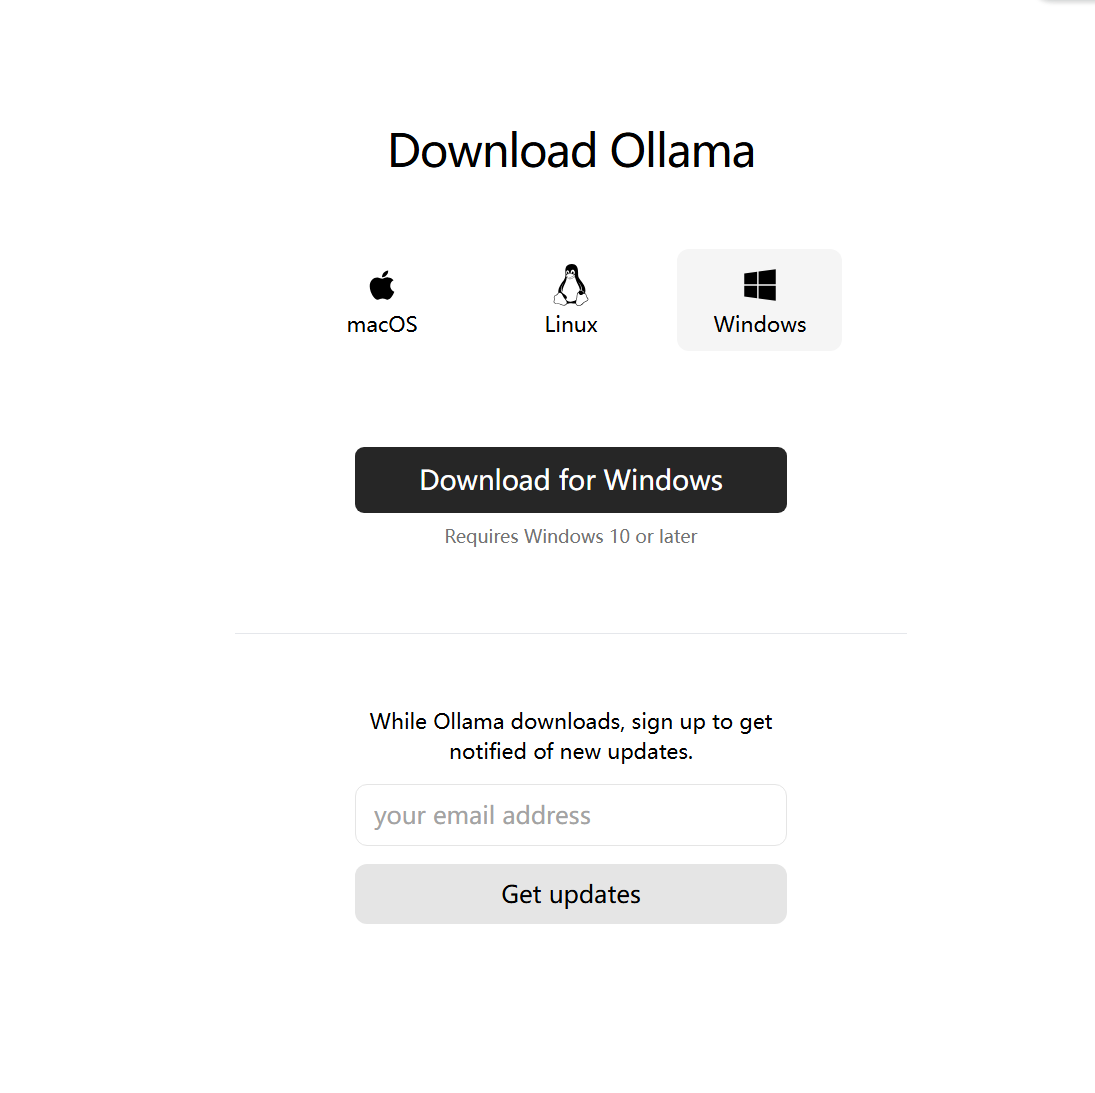 Download Ollama
macOS
Linux
Windows
Download for Windows
Requires Windows 10 or later
While Ollama downloads, sign up to get
notified of new updates.
your email address
Get updates